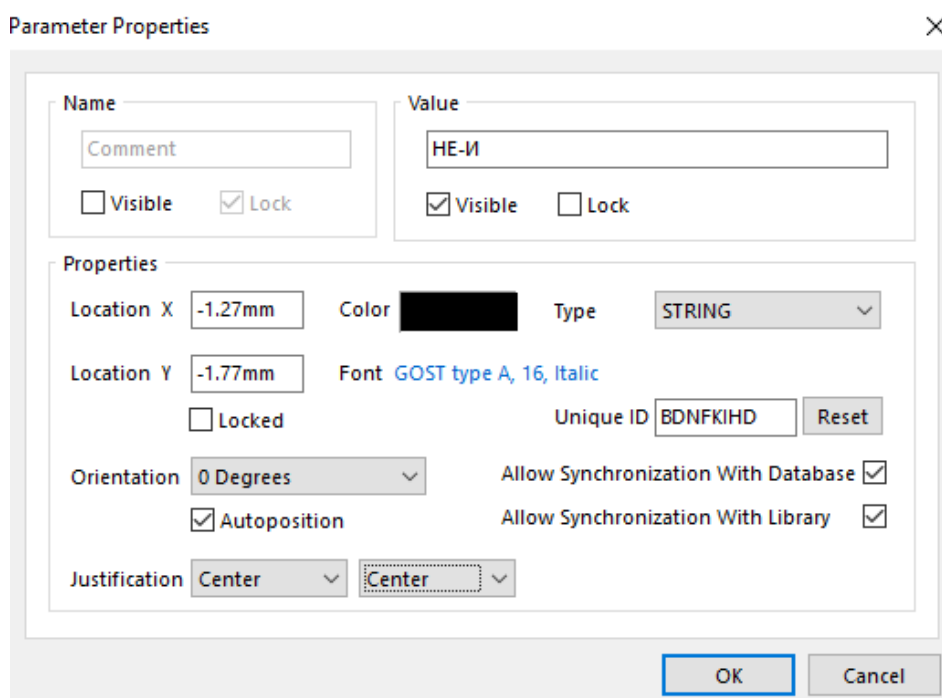 Parameter Properties
Name
Value
Comment
НЕ-И
Visible Lock
Visible Lock
Properties
Location X -1.27mm Color Type STRING
Location Y -1.77mm Font GOST type A, 16, Italic
Locked Unique ID BDNFKIHD Reset
Orientation 0 Degrees Allow Synchronization With Database
Autoposition Allow Synchronization With Library
Justification Center Center
OK Cancel